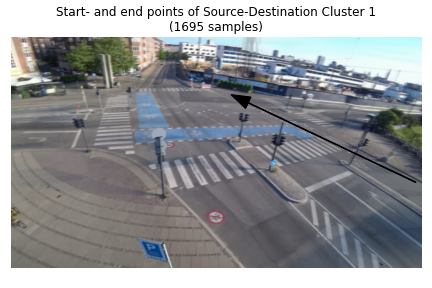 Start- and end points of Source-Destination Cluster 1
(1695 samples)
P